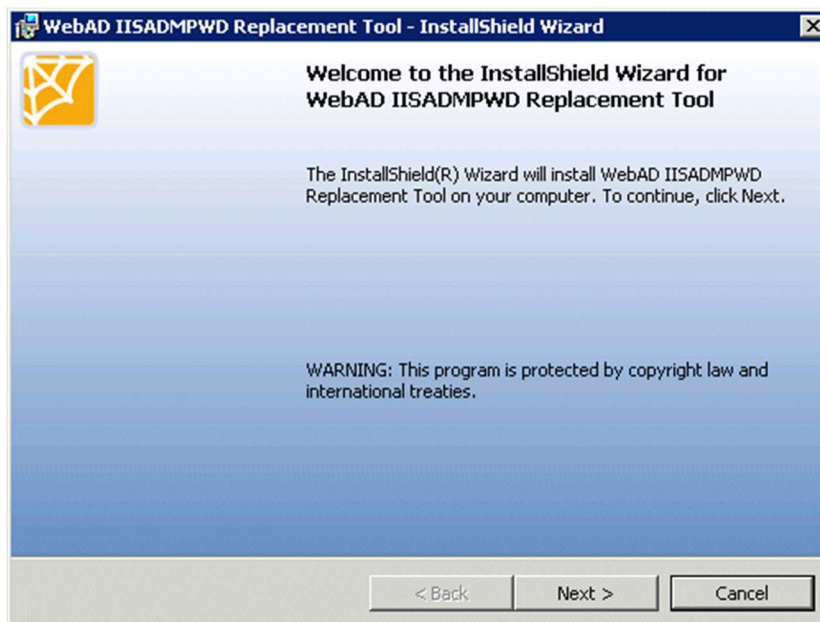 WebAD IISADMPWD Replacement Tool - InstallShield Wizard
Welcome to the InstallShield Wizard for
WebAD IISADMPWD Replacement Tool
The InstallShield(R) Wizard will install WebAD IISADMPWD
Replacement Tool on your computer. To continue, click Next.
WARNING: This program is protected by copyright law and
international treaties.
< Back
Next >
Cancel